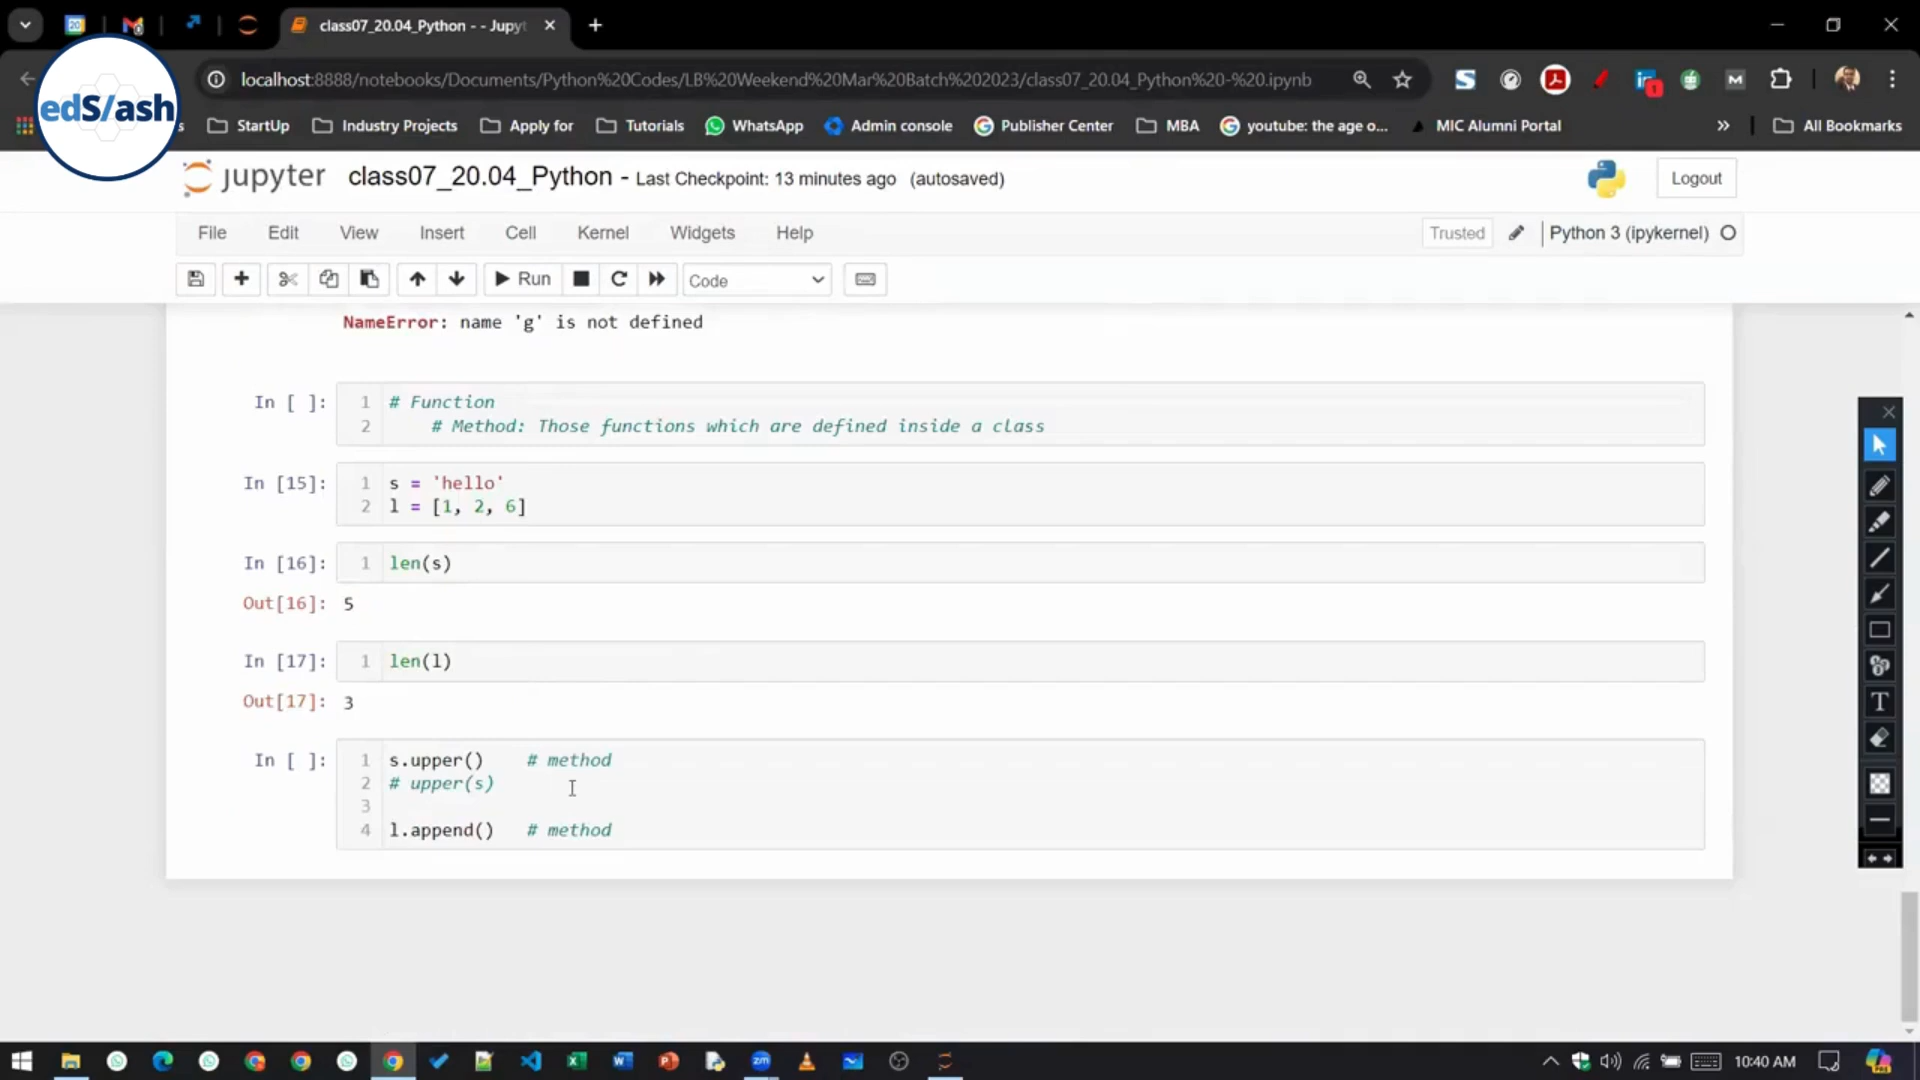 20
class07_20.04_Python - - Jupyt
localhost:8888/notebooks/Documents/Python%20Codes/LB%20Weekend%20Mar%20Batch%202023/class07_20.04_Python%20-%20.ipynb
edS/ash
StartUp
Industry Projects
Apply for
Tutorials
WhatsApp
Admin console
Publisher Center
MBA
youtube: the age o...
MIC Alumni Portal
»
All Bookmarks
jupyter class07_20.04_Python - Last Checkpoint: 13 minutes ago (autosaved)
Logout
File Edit View Insert Cell Kernel Widgets Help
Trusted
Python 3 (ipykernel)
Run
Code
NameError: name 'g' is not defined
In [ ]: 1 # Function
2 # Method: Those functions which are defined inside a class
In [15]: 1 s = 'hello'
2 l = [1, 2, 6]
In [16]: 1 len(s)
Out[16]: 5
In [17]: 1 len(l)
Out[17]: 3
In [ ]: 1 s.upper() # method
2 # upper(s)
3
4 l.append() # method
T
10:40 AM